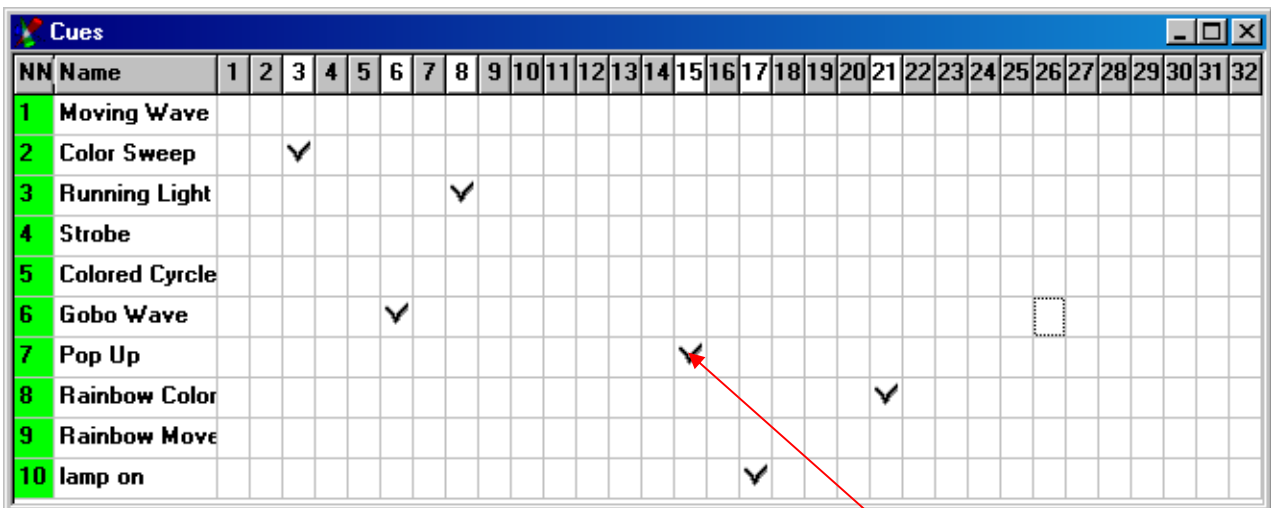 Cues
NN Name 1 2 3 4 5 6 7 8 9 10 11 12 13 14 15 16 17 18 19 20 21 22 23 24 25 26 27 28 29 30 31 32
1 Moving Wave
2 Color Sweep
3 Running Light
4 Strobe
5 Colored Cyrcle
6 Gobo Wave
7 Pop Up
8 Rainbow Color
9 Rainbow Move
10 lamp on